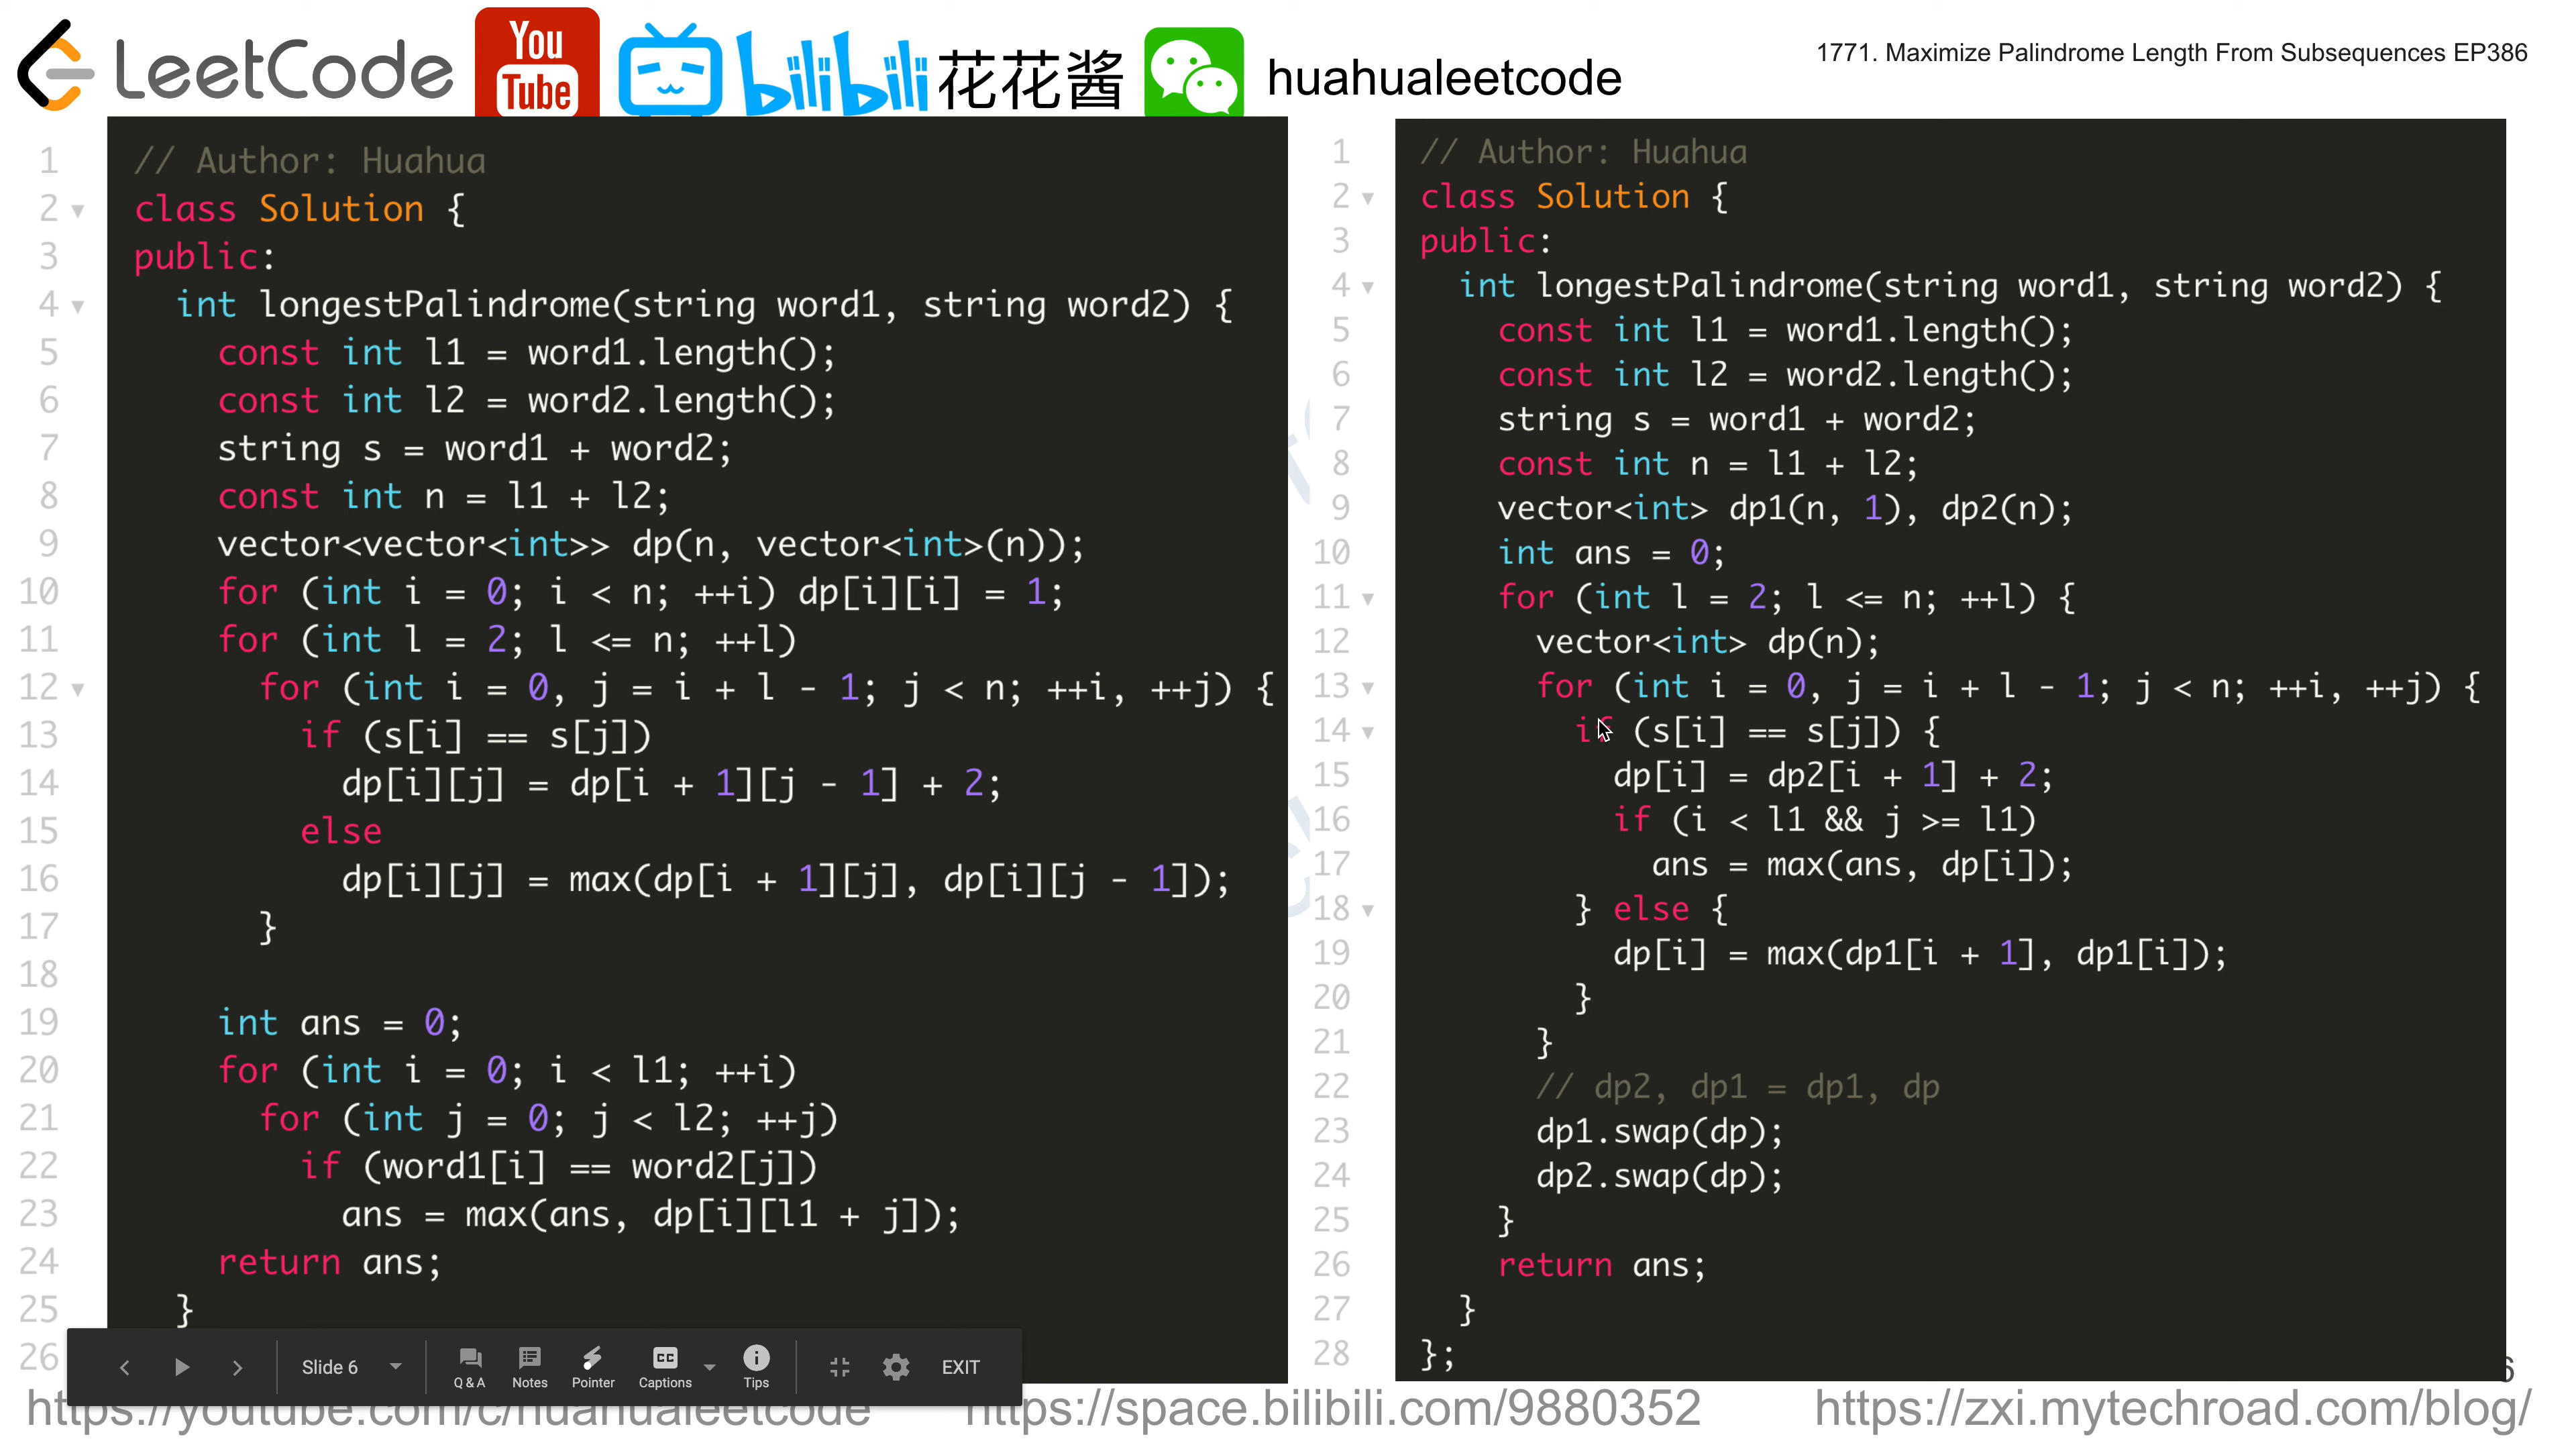 LeetCode
You
Tube
bilibili
花花酱
huahualeetcode
1771. Maximize Palindrome Length From Subsequences EP386
1 // Author: Huahua
2 class Solution {
3 public:
4 int longestPalindrome(string word1, string word2) {
5 const int l1 = word1.length();
6 const int l2 = word2.length();
7 string s = word1 + word2;
8 const int n = l1 + l2;
9 vector<vector<int>> dp(n, vector<int>(n));
10 for (int i = 0; i < n; ++i) dp[i][i] = 1;
11 for (int l = 2; l <= n; ++l)
12 for (int i = 0, j = i + l - 1; j < n; ++i, ++j) {
13 if (s[i] == s[j])
14 dp[i][j] = dp[i + 1][j - 1] + 2;
15 else
16 dp[i][j] = max(dp[i + 1][j], dp[i][j - 1]);
17 }
18
19 int ans = 0;
20 for (int i = 0; i < l1; ++i)
21 for (int j = 0; j < l2; ++j)
22 if (word1[i] == word2[j])
23 ans = max(ans, dp[i][l1 + j]);
24 return ans;
25 }
26
1 // Author: Huahua
2 class Solution {
3 public:
4 int longestPalindrome(string word1, string word2) {
5 const int l1 = word1.length();
6 const int l2 = word2.length();
7 string s = word1 + word2;
8 const int n = l1 + l2;
9 vector<int> dp1(n, 1), dp2(n);
10 int ans = 0;
11 for (int l = 2; l <= n; ++l) {
12 vector<int> dp(n);
13 for (int i = 0, j = i + l - 1; j < n; ++i, ++j) {
14 if (s[i] == s[j]) {
15 dp[i] = dp2[i + 1] + 2;
16 if (i < l1 && j >= l1)
17 ans = max(ans, dp[i]);
18 } else {
19 dp[i] = max(dp1[i + 1], dp1[i]);
20 }
21 }
22 // dp2, dp1 = dp1, dp
23 dp1.swap(dp);
24 dp2.swap(dp);
25 }
26 return ans;
27 }
28 };
Slide 6
Q & A
Notes
Pointer
CC
Captions
Tips
EXIT
6
https://youtube.com/c/huahualeetcode
https://space.bilibili.com/9880352
https://zxi.mytechroad.com/blog/